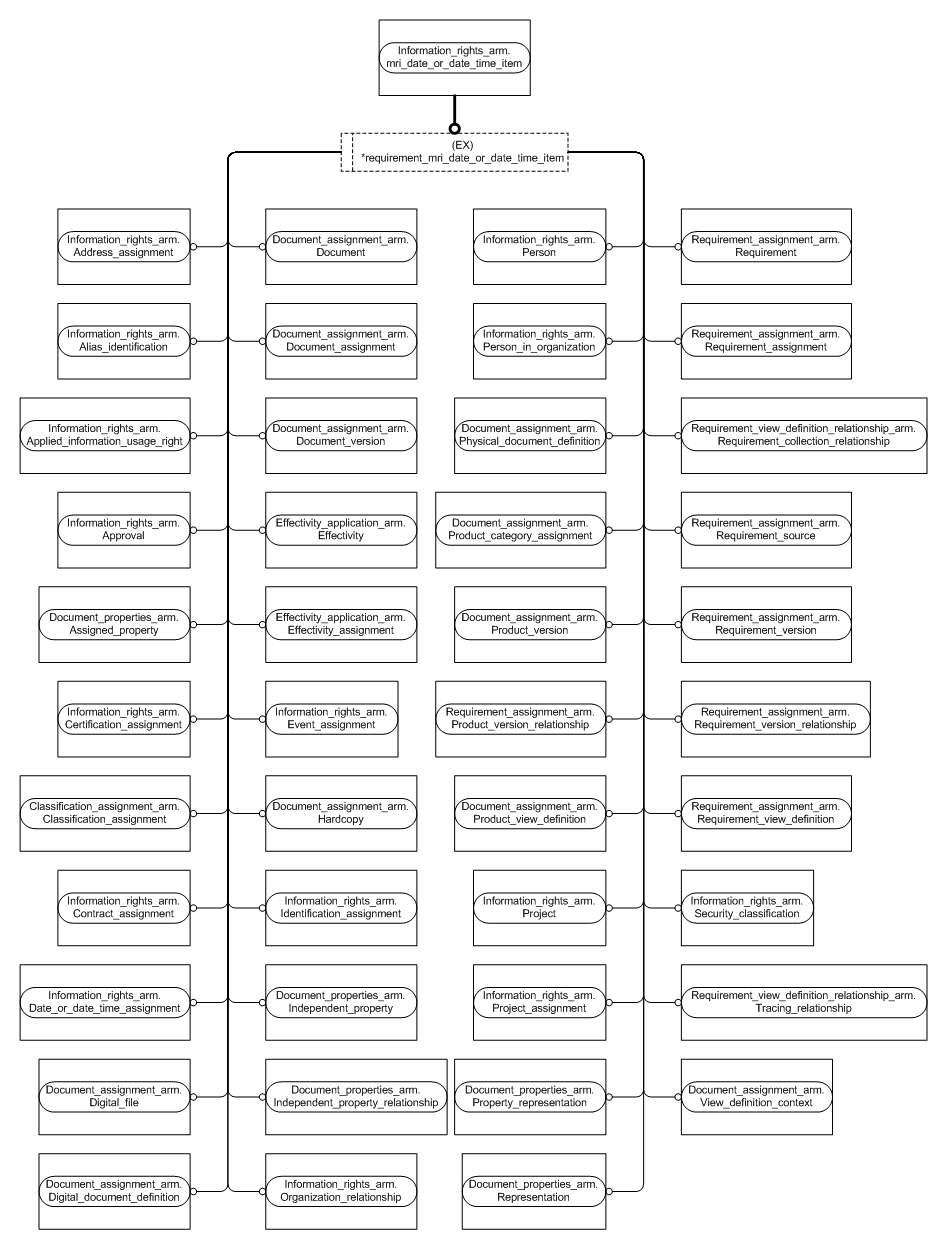 Information_rights_arm.
mri_date_or_date_time_item
(EX)
*requirement_mri_date_or_date_time_item
Information_rights_arm.
Address_assignment
Document_assignment_arm.
Document
Information_rights_arm.
Person
Requirement_assignment_arm.
Requirement
Information_rights_arm.
Alias_identification
Document_assignment_arm.
Document_assignment
Information_rights_arm.
Person_in_organization
Requirement_assignment_arm.
Requirement_assignment
Information_rights_arm.
Applied_information_usage_right
Document_assignment_arm.
Document_version
Document_assignment_arm.
Physical_document_definition
Requirement_view_definition_relationship_arm.
Requirement_collection_relationship
Information_rights_arm.
Approval
Effectivity_application_arm.
Effectivity
Document_assignment_arm.
Product_category_assignment
Requirement_assignment_arm.
Requirement_source
Document_properties_arm.
Assigned_property
Effectivity_application_arm.
Effectivity_assignment
Document_assignment_arm.
Product_version
Requirement_assignment_arm.
Requirement_version
Information_rights_arm.
Certification_assignment
Information_rights_arm.
Event_assignment
Requirement_assignment_arm.
Product_version_relationship
Requirement_assignment_arm.
Requirement_version_relationship
Classification_assignment_arm.
Classification_assignment
Document_assignment_arm.
Hardcopy
Document_assignment_arm.
Product_view_definition
Requirement_assignment_arm.
Requirement_view_definition
Information_rights_arm.
Contract_assignment
Information_rights_arm.
Identification_assignment
Information_rights_arm.
Project
Information_rights_arm.
Security_classification
Information_rights_arm.
Date_or_date_time_assignment
Document_properties_arm.
Independent_property
Information_rights_arm.
Project_assignment
Requirement_view_definition_relationship_arm.
Tracing_relationship
Document_assignment_arm.
Digital_file
Document_properties_arm.
Independent_property_relationship
Document_properties_arm.
Property_representation
Document_assignment_arm.
View_definition_context
Document_assignment_arm.
Digital_document_definition
Information_rights_arm.
Organization_relationship
Document_properties_arm.
Representation